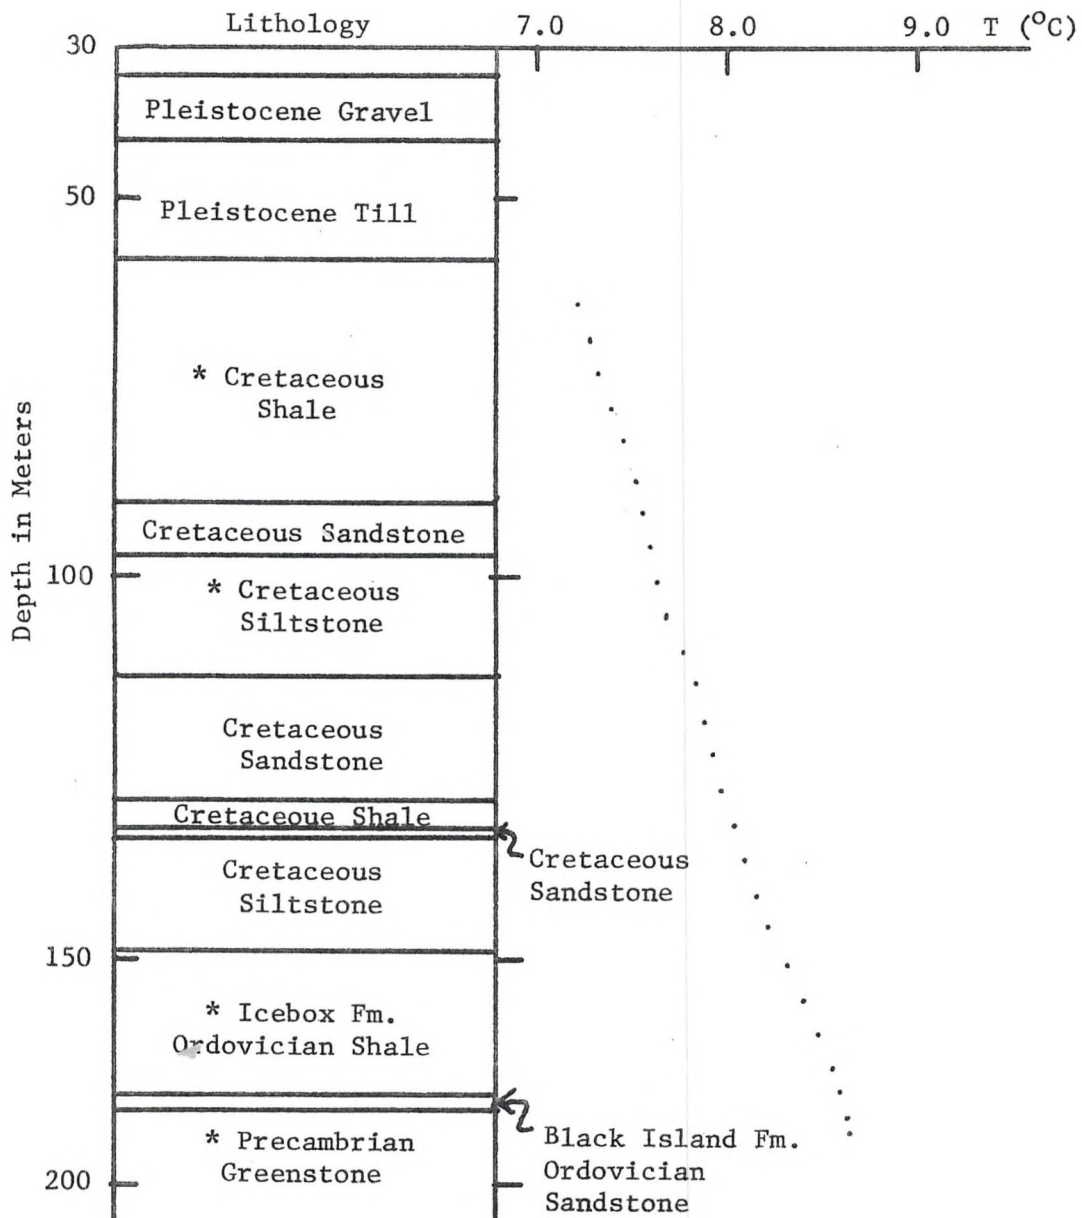 Lithology 7.0 8.0 9.0 T (°C)
30
Pleistocene Gravel
50
Pleistocene Till
* Cretaceous
Shale
Depth in Meters
Cretaceous Sandstone
100
* Cretaceous
Siltstone
Cretaceous
Sandstone
Cretaceoue Shale
Cretaceous
Sandstone
Cretaceous
Siltstone
150
* Icebox Fm.
Ordovician Shale
Black Island Fm.
Ordovician
Sandstone
* Precambrian
Greenstone
200